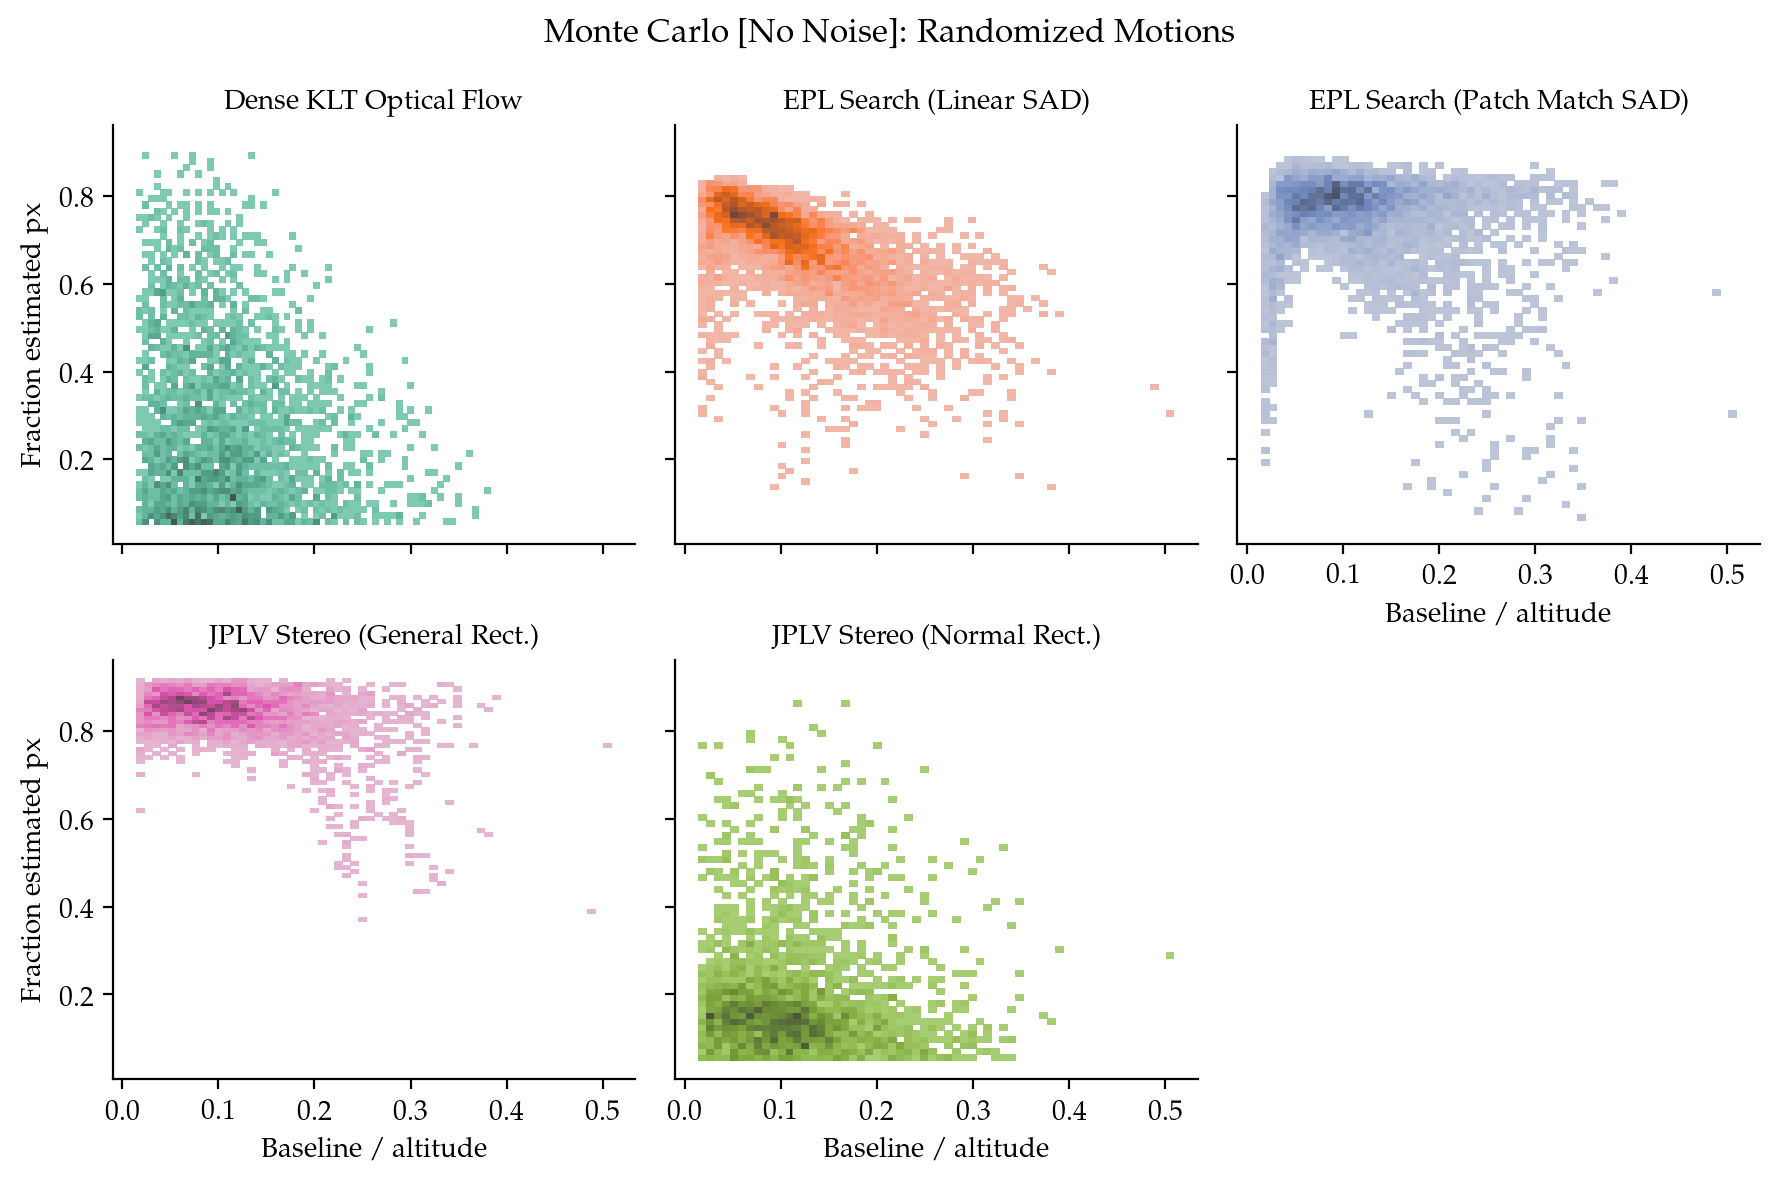 Monte Carlo [No Noise]: Randomized Motions
Dense KLT Optical Flow
EPL Search (Linear SAD)
EPL Search (Patch Match SAD)
Fraction estimated px
0.8
0.6
0.4
0.2
0.0 0.1 0.2 0.3 0.4 0.5
Baseline / altitude
JPLV Stereo (General Rect.)
JPLV Stereo (Normal Rect.)
Fraction estimated px
0.8
0.6
0.4
0.2
0.0 0.1 0.2 0.3 0.4 0.5
Baseline / altitude
0.0 0.1 0.2 0.3 0.4 0.5
Baseline / altitude